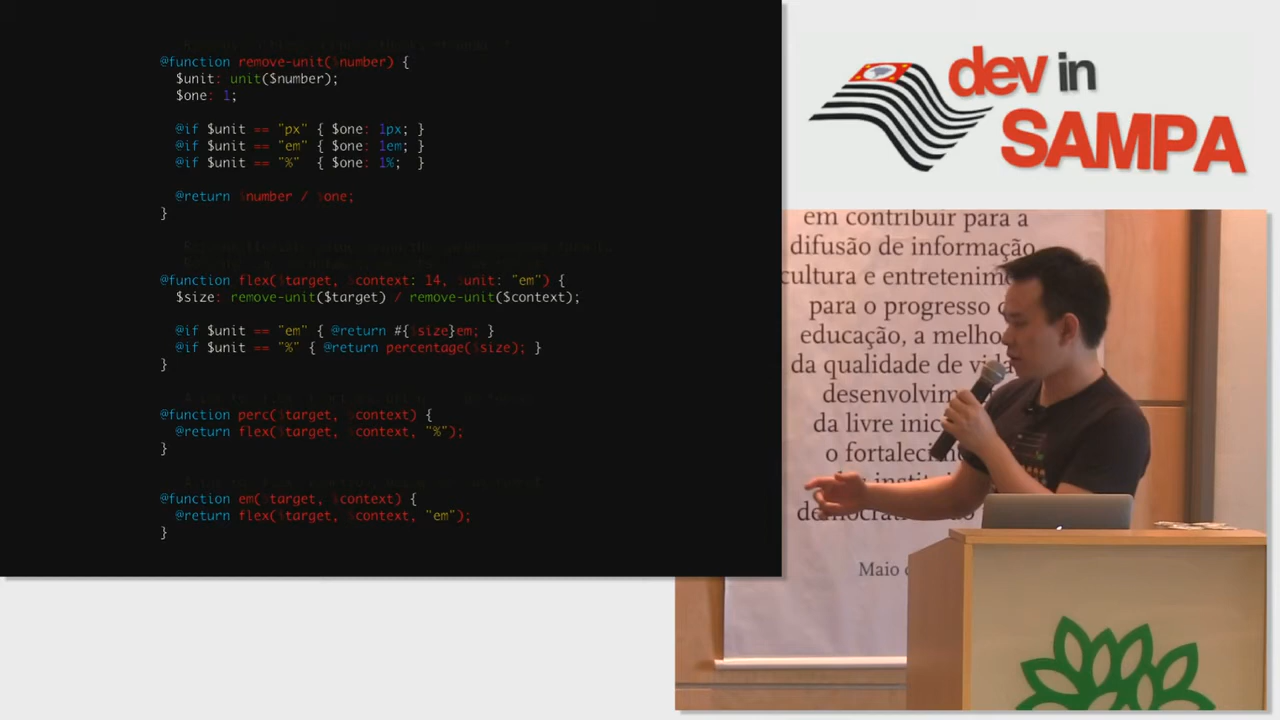 @function remove-unit($number) {
$unit: unit($number);
$one: 1;
@if $unit == "px" { $one: 1px; }
@if $unit == "em" { $one: 1em; }
@if $unit == "%" { $one: 1%; }
@return $number / $one;
}
@function flex($target, $context: 14, $unit: "em") {
$size: remove-unit($target) / remove-unit($context);
@if $unit == "em" { @return #{$size}em; }
@if $unit == "%" { @return percentage($size); }
}
@function perc($target, $context) {
@return flex($target, $context, "%");
}
@function em($target, $context) {
@return flex($target, $context, "em");
}
dev in
SAMPA
em contribuir para a
difusão de informação
cultura e entretenime
para o progresso
educação, a melho
da qualidade de vida
desenvolvim
da livre inic
o fortaleci
Maio